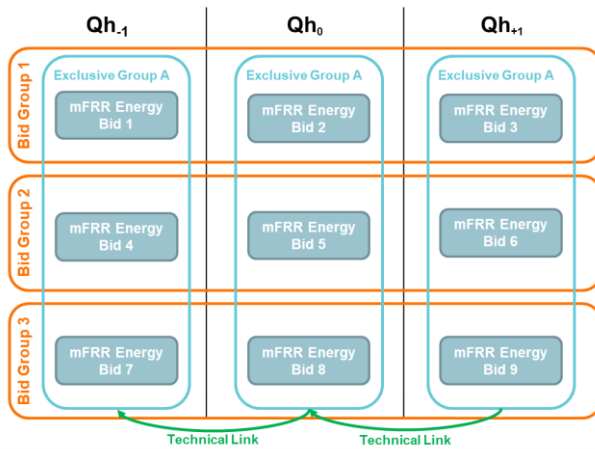 Qh-1
Qh0
Qh+1
Bid Group 1
Exclusive Group A
Exclusive Group A
Exclusive Group A
mFRR Energy
Bid 1
mFRR Energy
Bid 2
mFRR Energy
Bid 3
Bid Group 2
mFRR Energy
Bid 4
mFRR Energy
Bid 5
mFRR Energy
Bid 6
Bid Group 3
mFRR Energy
Bid 7
mFRR Energy
Bid 8
mFRR Energy
Bid 9
Technical Link
Technical Link